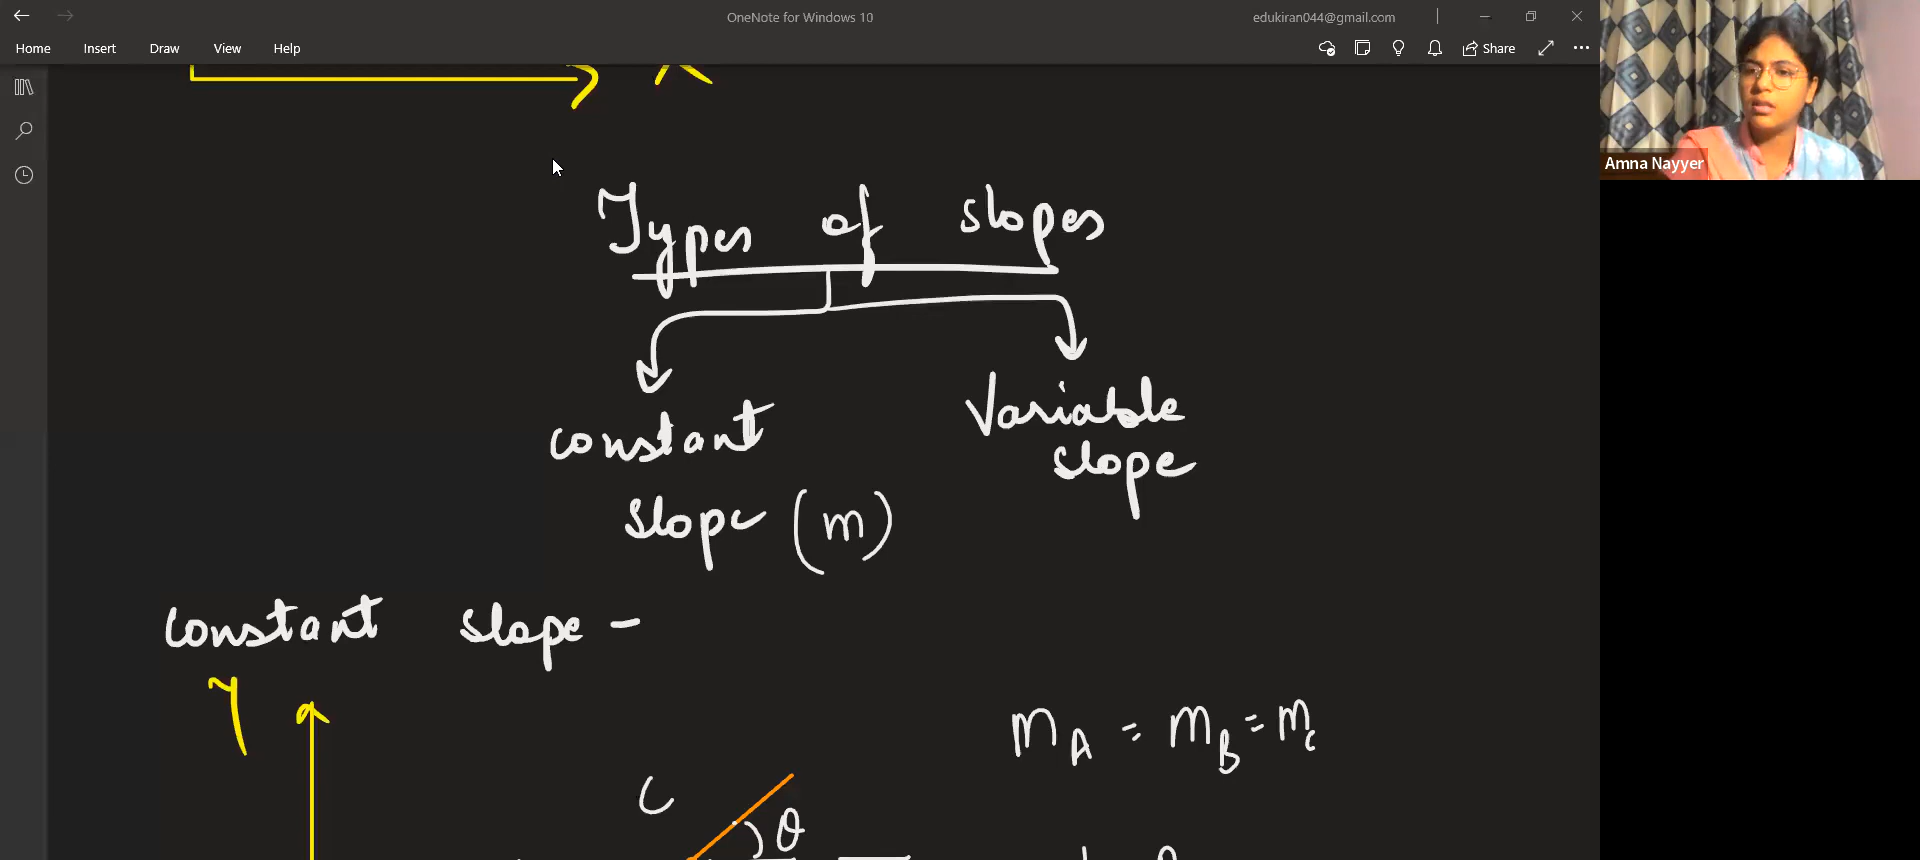 OneNote for Windows 10
edukiran044@gmail.com
Home Insert Draw View Help
Share
X
Amna Nayyer
Types of slopes
constant
slope (m)
Variable
slope
constant slope -
Y
mA = mB = mc
C
θ